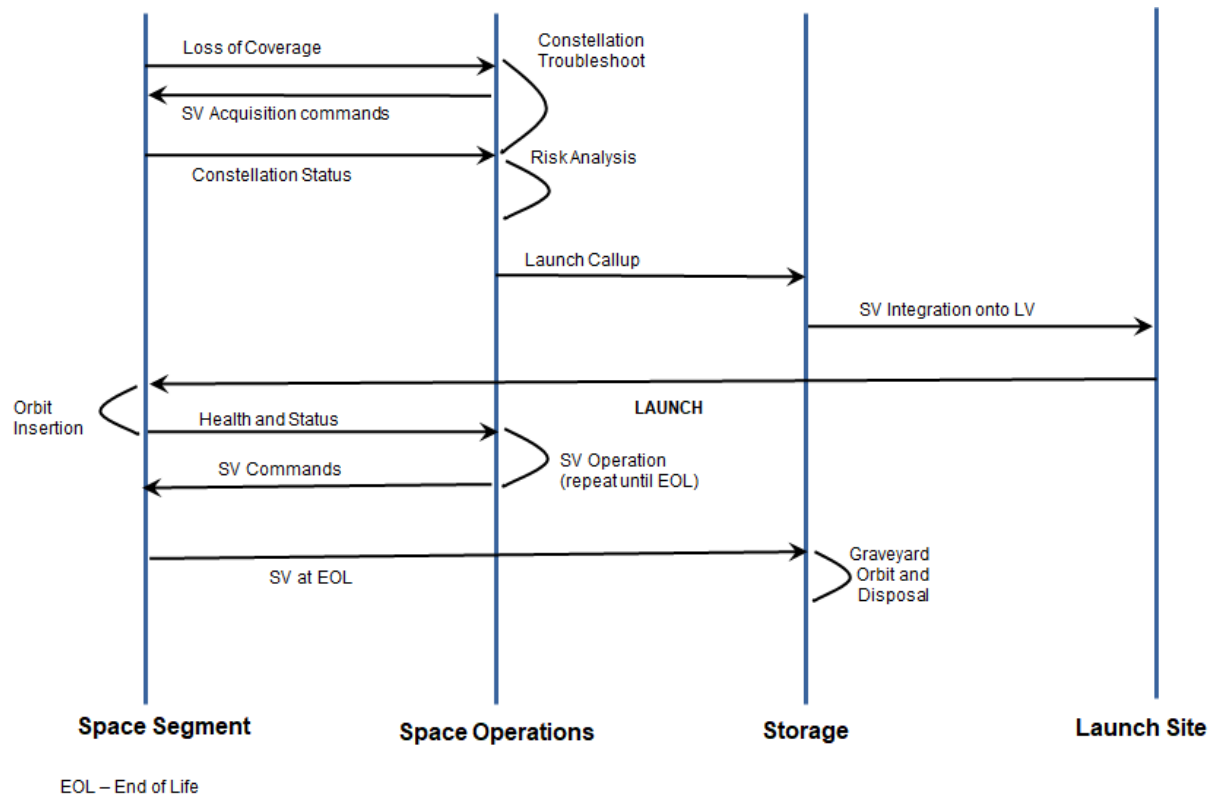 Loss of Coverage
Constellation
Troubleshoot
SV Acquisition commands
Risk Analysis
Constellation Status
Launch Callup
SV Integration onto LV
LAUNCH
Orbit
Insertion
Health and Status
SV Operation
(repeat until EOL)
SV Commands
SV at EOL
Graveyard
Orbit and
Disposal
Space Segment
Space Operations
Storage
Launch Site
EOL – End of Life